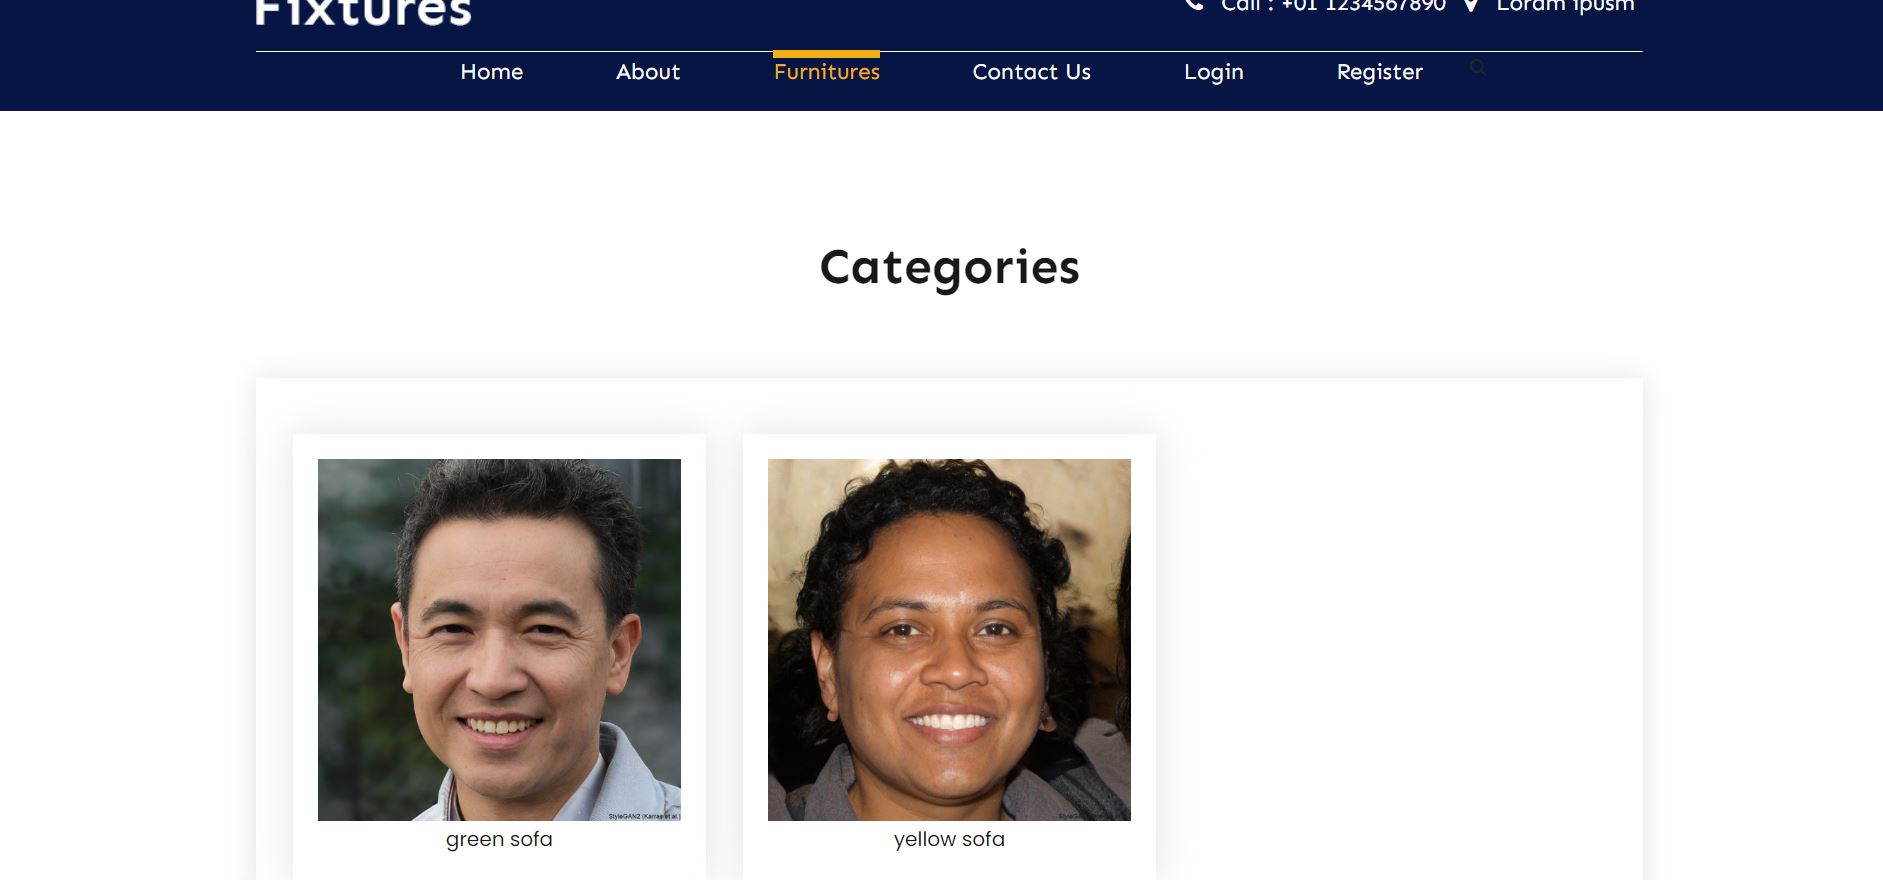 Fixtures
Call : +01 1234567890 Loram ipusm
Home About Furnitures Contact Us Login Register
Categories
StyleGAN2 (Karras et al.)
green sofa
yellow sofa